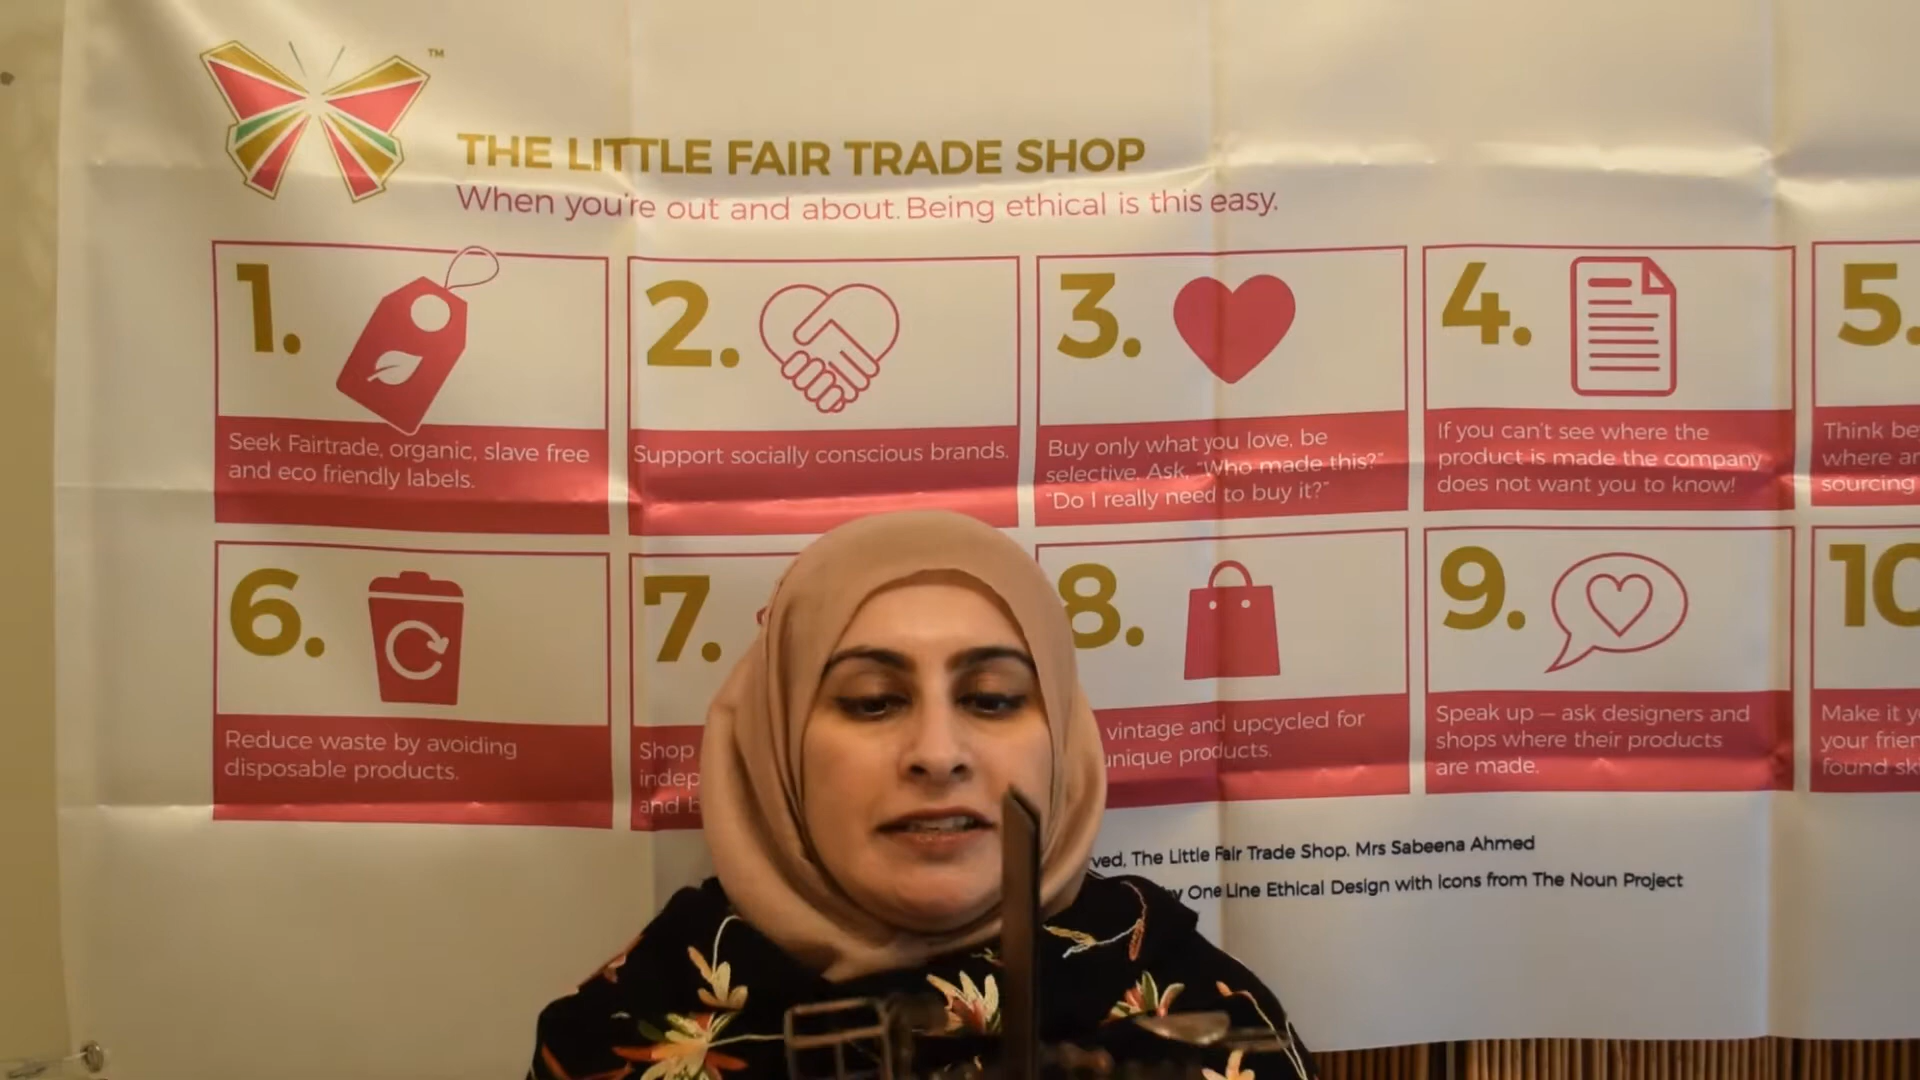 TM
THE LITTLE FAIR TRADE SHOP
When you're out and about. Being ethical is this easy.
1.
Seek Fairtrade, organic, slave free
and eco friendly labels.
2.
Support socially conscious brands.
3.
Buy only what you love, be
selective. Ask, "Who made this?"
"Do I really need to buy it?"
4.
If you can't see where the
product is made the company
does not want you to know!
5.
Think be
where ar
sourcing
6.
Reduce waste by avoiding
disposable products.
7.
Shop
indep
and b
8.
vintage and upcycled for
unique products.
9.
Speak up – ask designers and
shops where their products
are made.
10
Make it y
your frien
found sk
ved. The Little Fair Trade Shop. Mrs Sabeena Ahmed
by One Line Ethical Design with icons from The Noun Project